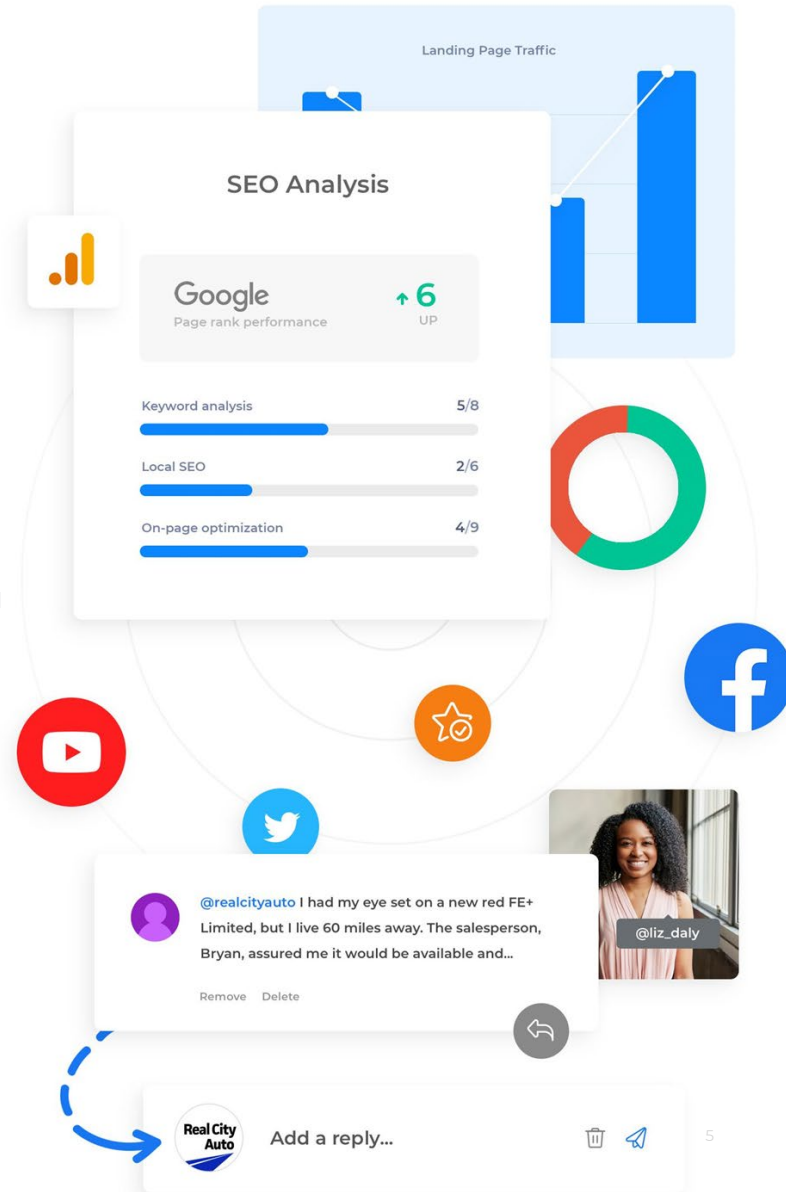 Landing Page Traffic
SEO Analysis
Google
Page rank performance
6
UP
Keyword analysis
5/8
Local SEO
2/6
On-page optimization
4/9
@realcityauto I had my eye set on a new red FE+
Limited, but I live 60 miles away. The salesperson,
Bryan, assured me it would be available and...
Remove Delete
@liz_daly
Real City
Auto
Add a reply...
5